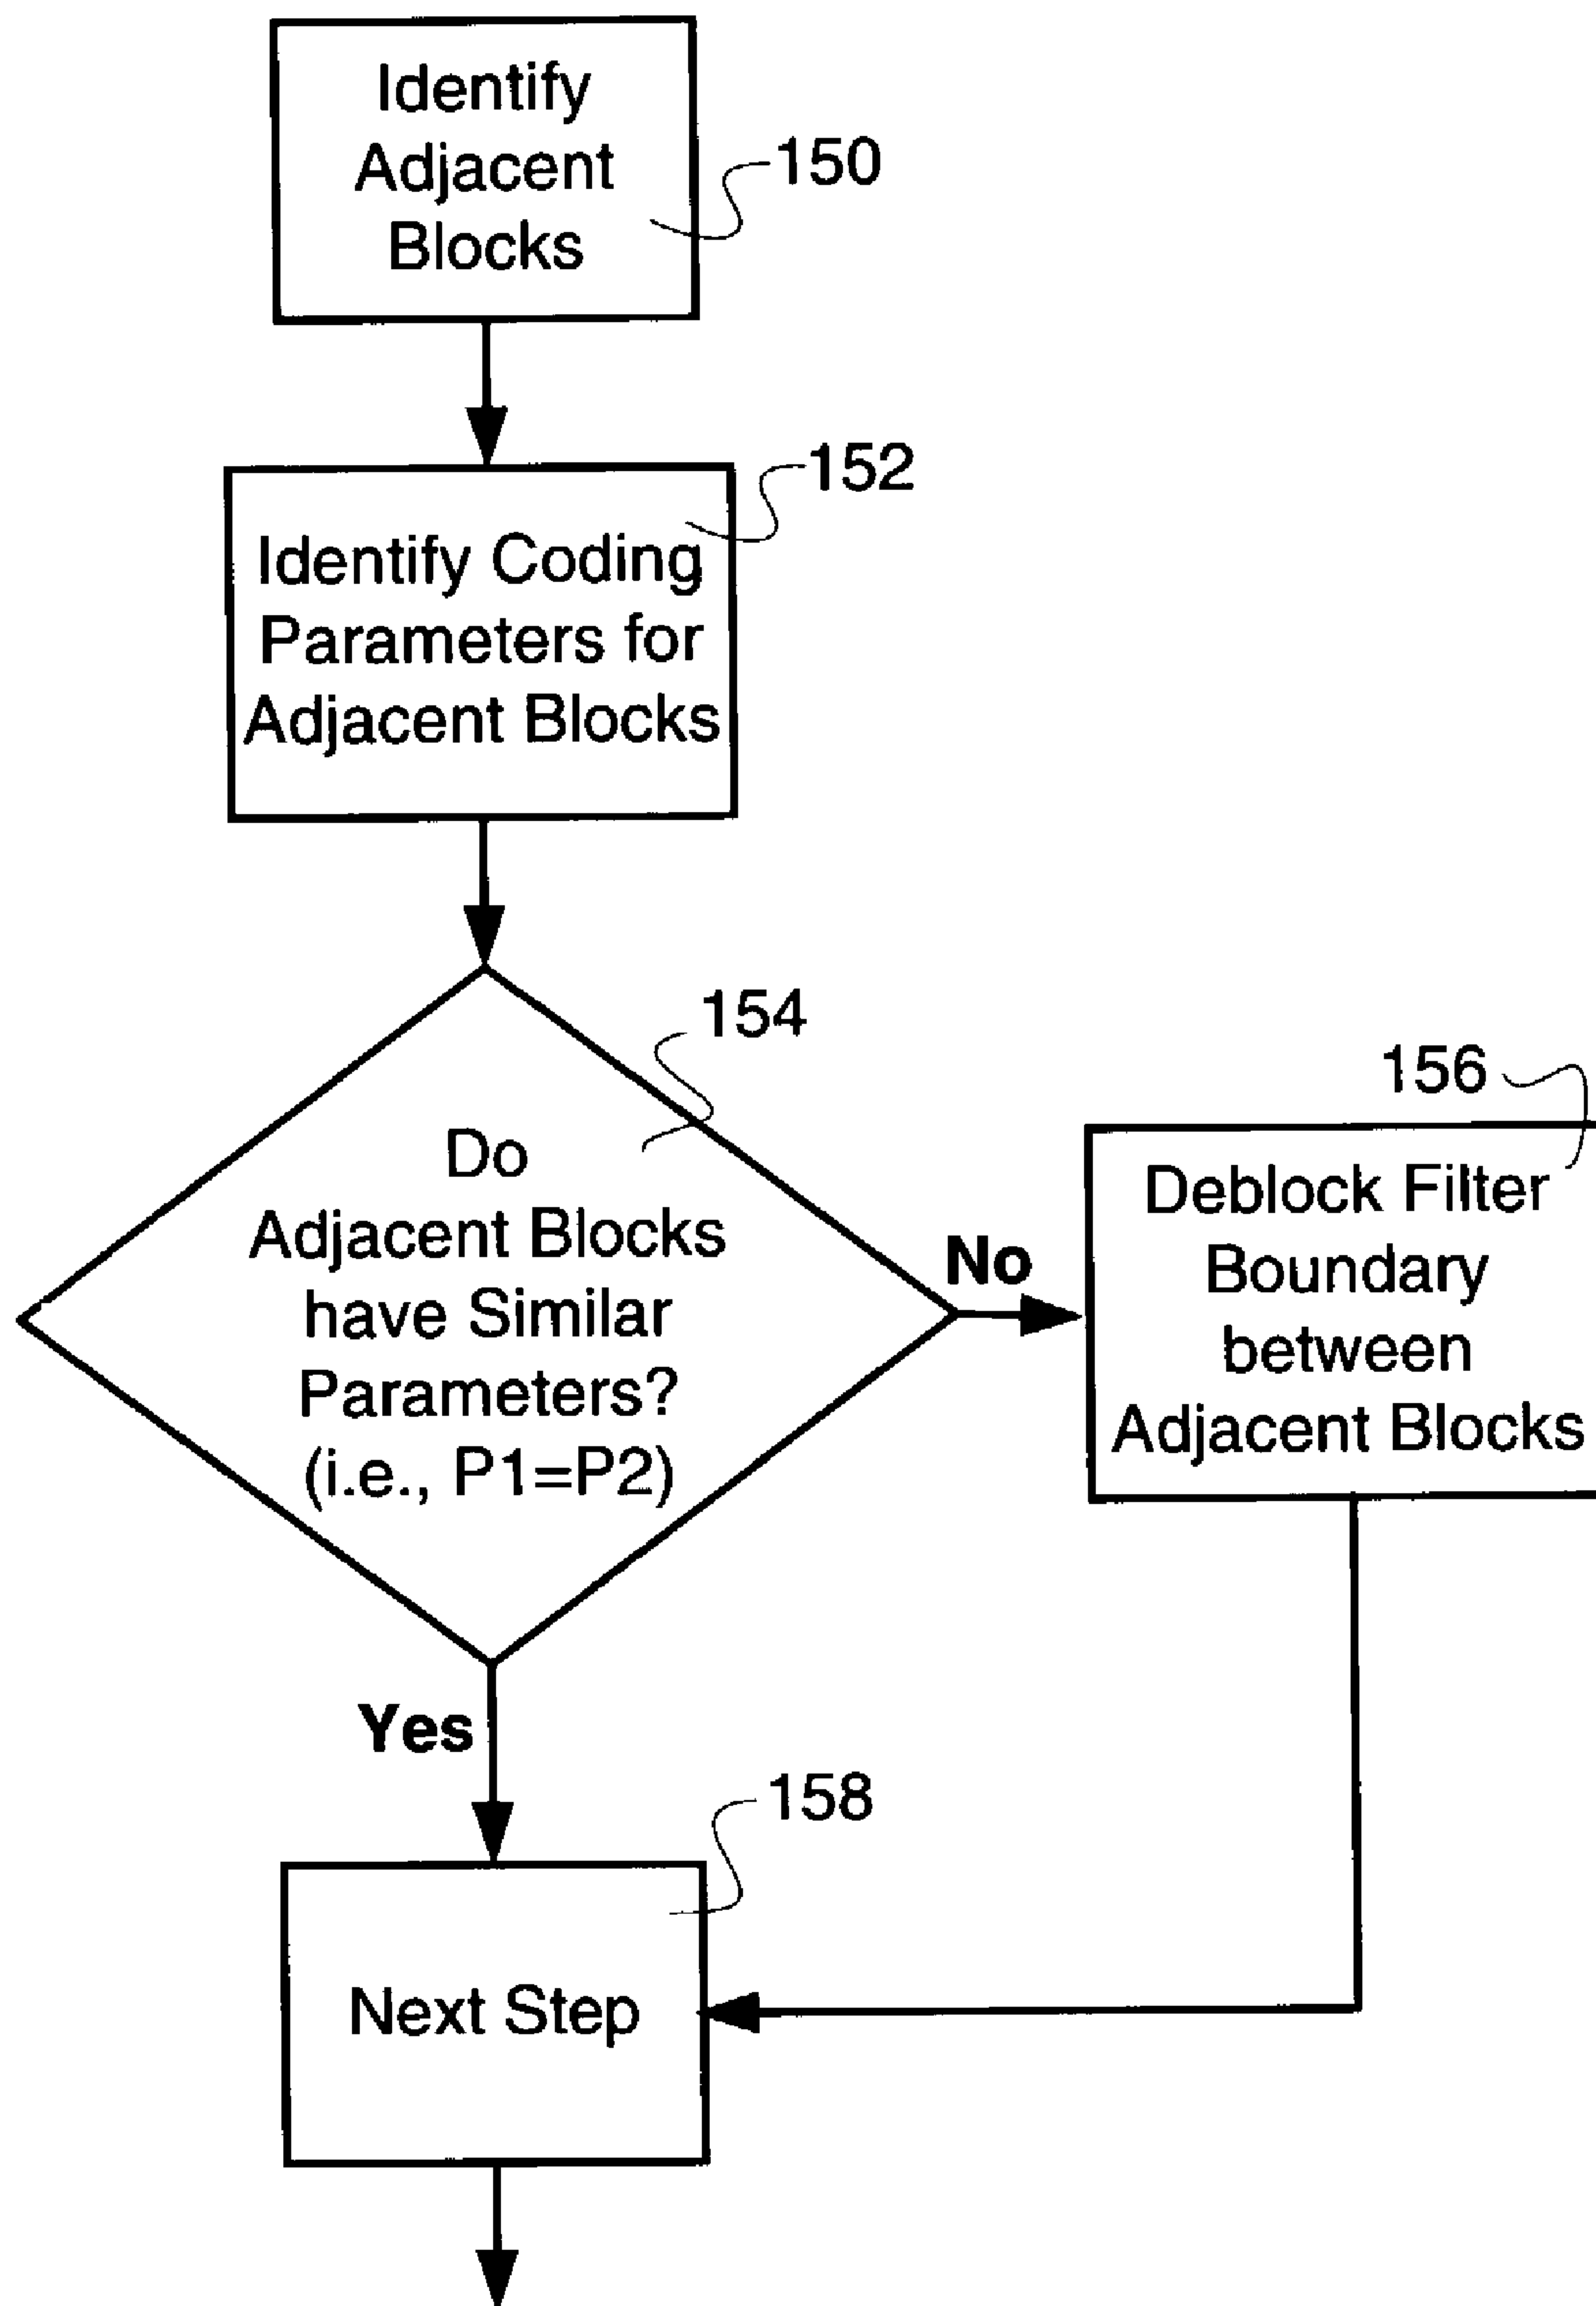 Identify
Adjacent
Blocks
150
152
Identify Coding
Parameters for
Adjacent Blocks
154
Do
Adjacent Blocks
have Similar
Parameters?
(i.e., P1=P2)
No
156
Deblock Filter
Boundary
between
Adjacent Blocks
Yes
158
Next Step